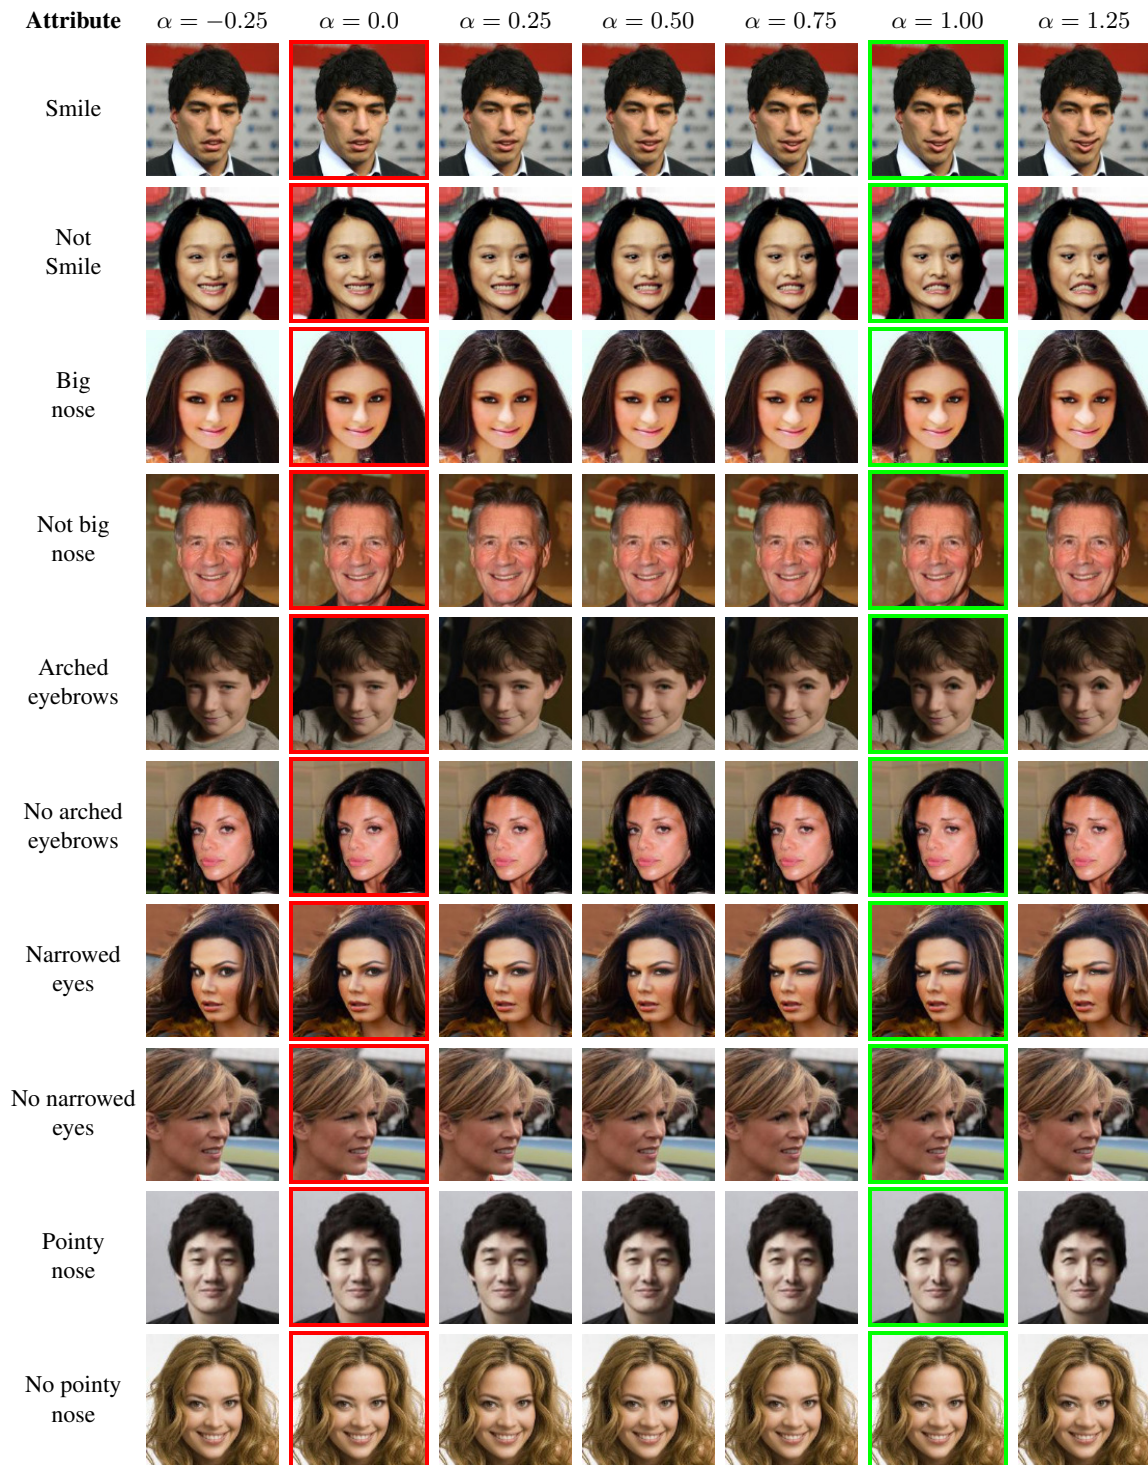 Attribute α = −0.25 α = 0.0 α = 0.25 α = 0.50 α = 0.75 α = 1.00 α = 1.25
Smile
Not
Smile
Big
nose
Not big
nose
Arched
eyebrows
No arched
eyebrows
Narrowed
eyes
No narrowed
eyes
Pointy
nose
No pointy
nose